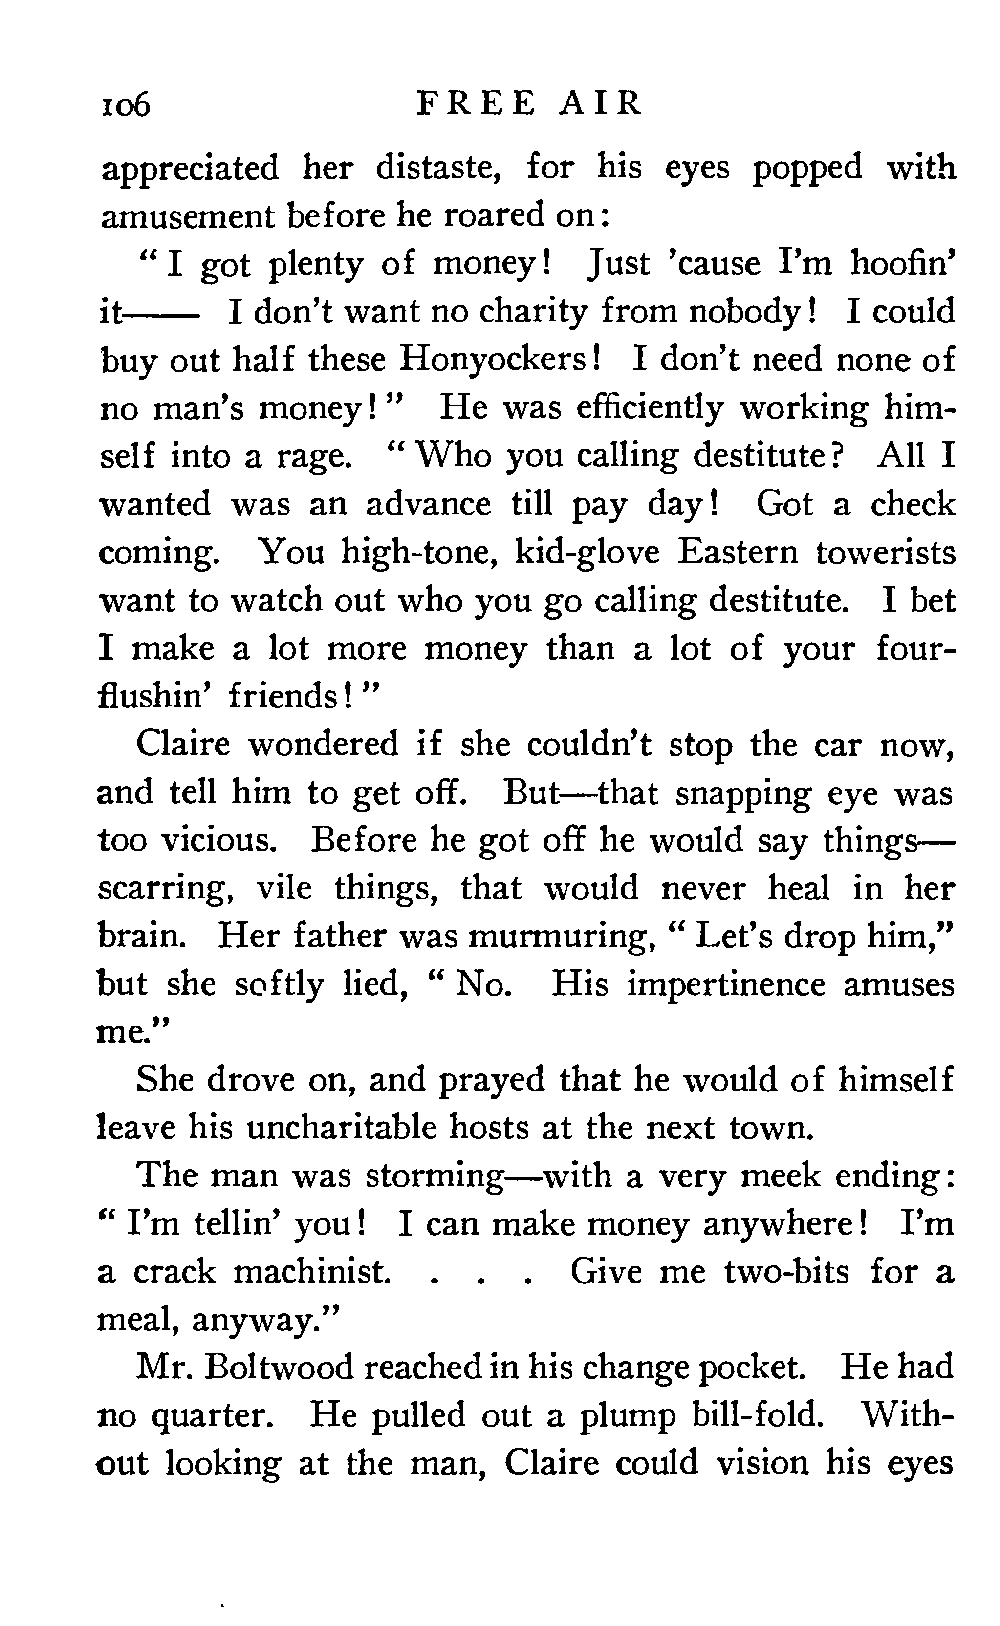 106 FREE AIR
appreciated her distaste, for his eyes popped with
amusement before he roared on:
" I got plenty of money! Just 'cause I'm hoofin'
it—— I don't want no charity from nobody! I could
buy out half these Honyockers! I don't need none of
no man's money!" He was efficiently working him-
self into a rage. " Who you calling destitute? All I
wanted was an advance till pay day! Got a check
coming. You high-tone, kid-glove Eastern towerists
want to watch out who you go calling destitute. I bet
I make a lot more money than a lot of your four-
flushin' friends!"
Claire wondered if she couldn't stop the car now,
and tell him to get off. But—that snapping eye was
too vicious. Before he got off he would say things—
scarring, vile things, that would never heal in her
brain. Her father was murmuring, " Let's drop him,"
but she softly lied, " No. His impertinence amuses
me."
She drove on, and prayed that he would of himself
leave his uncharitable hosts at the next town.
The man was storming—with a very meek ending:
" I'm tellin' you! I can make money anywhere! I'm
a crack machinist. . . . Give me two-bits for a
meal, anyway."
Mr. Boltwood reached in his change pocket. He had
no quarter. He pulled out a plump bill-fold. With-
out looking at the man, Claire could vision his eyes